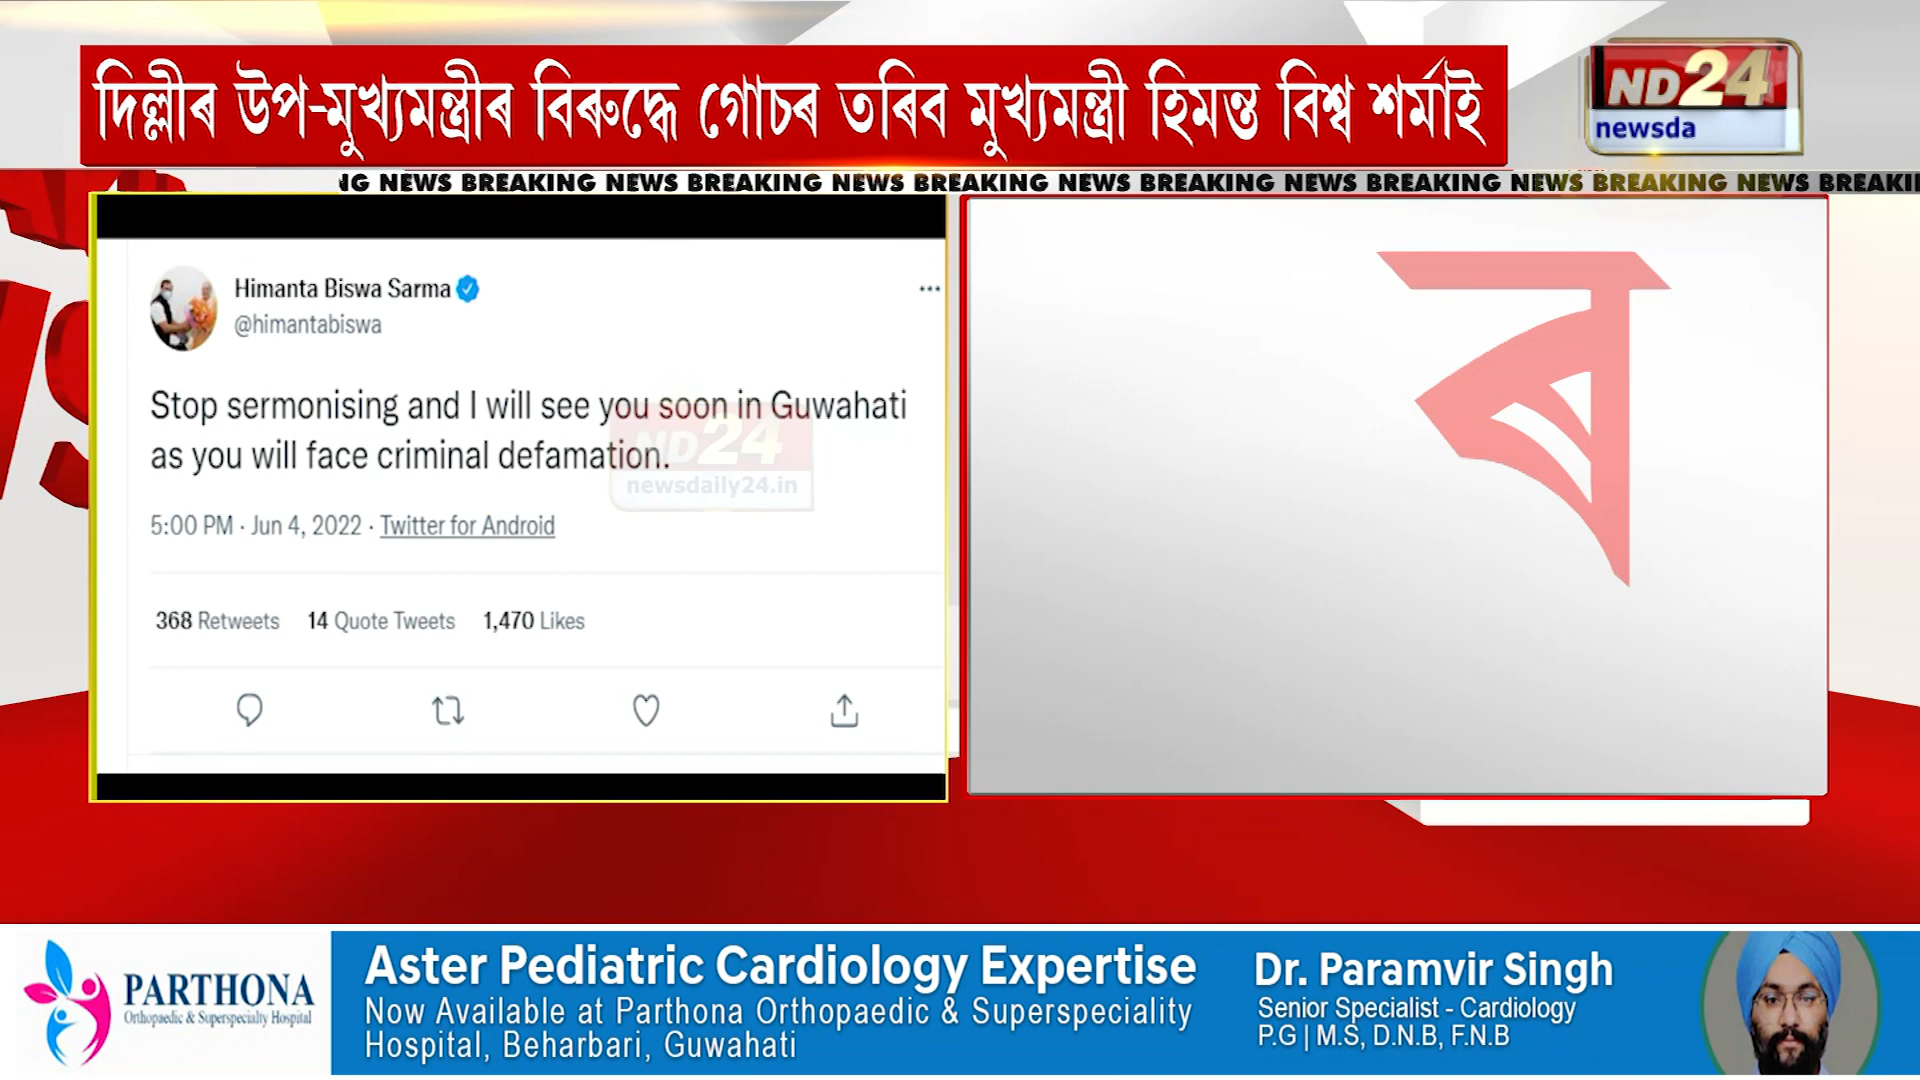 দিল্লীৰ উপ-মুখ্যমন্ত্ৰীৰ বিৰুদ্ধে গোচৰ তৰিব মুখ্যমন্ত্ৰী হিমন্ত বিশ্ব শৰ্মাই
ND24
newsda
NG NEWS BREAKING NEWS BREAKING NEWS BREAKING NEWS BREAKING NEWS BREAKING NEWS BREAKING NEWS BREAKI
Himanta Biswa Sarma
@himantabiswa
Stop sermonising and I will see you soon in Guwahati
as you will face criminal defamation.
ND24
newsdaily24.in
5:00 PM · Jun 4, 2022 · Twitter for Android
368 Retweets 14 Quote Tweets 1,470 Likes
ব
PARTHONA
Orthopaedic & Superspecialty Hospital
Aster Pediatric Cardiology Expertise
Now Available at Parthona Orthopaedic & Superspeciality
Hospital, Beharbari, Guwahati
Dr. Paramvir Singh
Senior Specialist - Cardiology
P.G | M.S, D.N.B, F.N.B